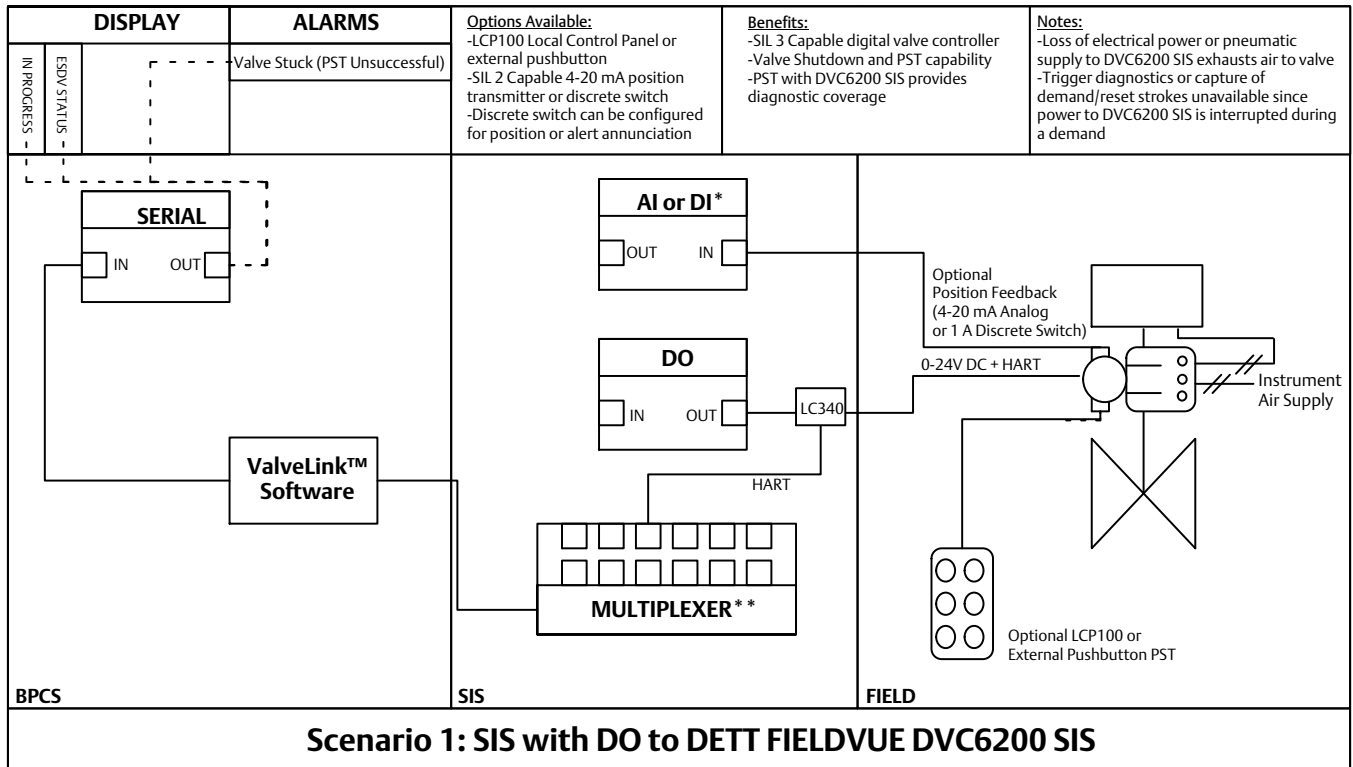 DISPLAY
ALARMS
IN PROGRESS
ESDV STATUS
Valve Stuck (PST Unsuccessful)
Options Available:
-LCP100 Local Control Panel or
external pushbutton
-SIL 2 Capable 4-20 mA position
transmitter or discrete switch
-Discrete switch can be configured
for position or alert annunciation
Benefits:
-SIL 3 Capable digital valve controller
-Valve Shutdown and PST capability
-PST with DVC6200 SIS provides
diagnostic coverage
Notes:
-Loss of electrical power or pneumatic
supply to DVC6200 SIS exhausts air to valve
-Trigger diagnostics or capture of
demand/reset strokes unavailable since
power to DVC6200 SIS is interrupted during
a demand
SERIAL
IN OUT
ValveLink™
Software
BPCS
AI or DI*
OUT IN
DO
IN OUT
LC340
HART
MULTIPLEXER**
SIS
Optional
Position Feedback
(4-20 mA Analog
or 1 A Discrete Switch)
0-24V DC + HART
Instrument
Air Supply
Optional LCP100 or
External Pushbutton PST
FIELD
Scenario 1: SIS with DO to DETT FIELDVUE DVC6200 SIS